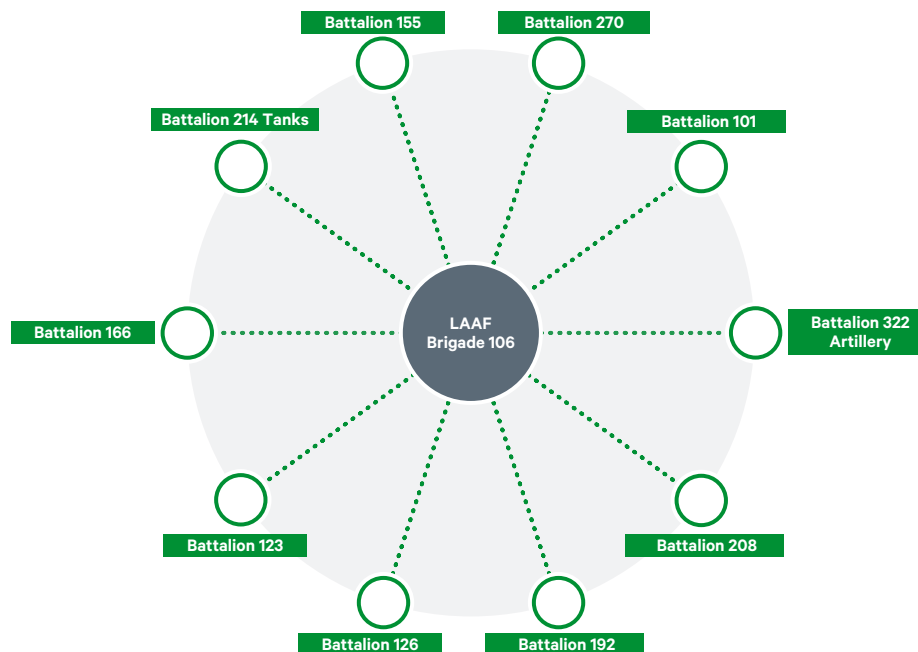 Battalion 155
Battalion 270
Battalion 214 Tanks
Battalion 101
LAAF
Brigade 106
Battalion 166
Battalion 322
Artillery
Battalion 123
Battalion 208
Battalion 126
Battalion 192